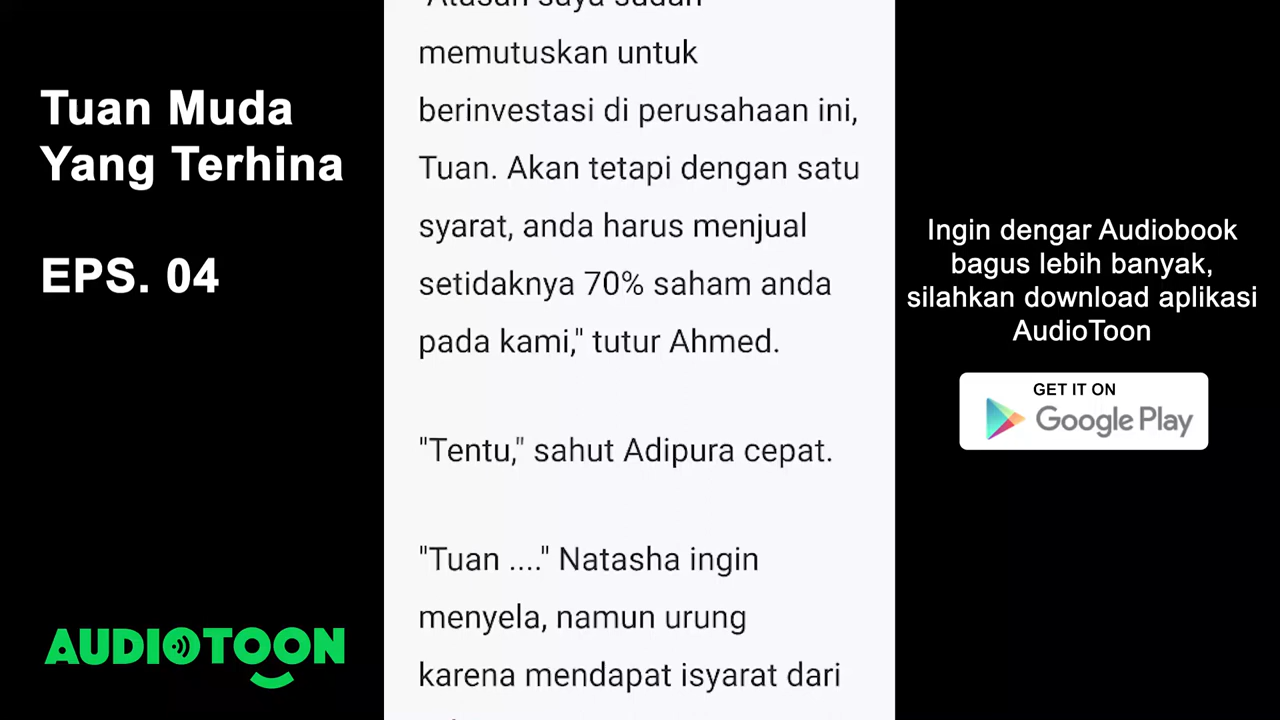 Tuan Muda
Yang Terhina
EPS. 04
AUDIOTOON
"Atasan saya sudah
memutuskan untuk
berinvestasi di perusahaan ini,
Tuan. Akan tetapi dengan satu
syarat, anda harus menjual
setidaknya 70% saham anda
pada kami," tutur Ahmed.
"Tentu," sahut Adipura cepat.
"Tuan ...." Natasha ingin
menyela, namun urung
karena mendapat isyarat dari
Ingin dengar Audiobook
bagus lebih banyak,
silahkan download aplikasi
AudioToon
GET IT ON
Google Play